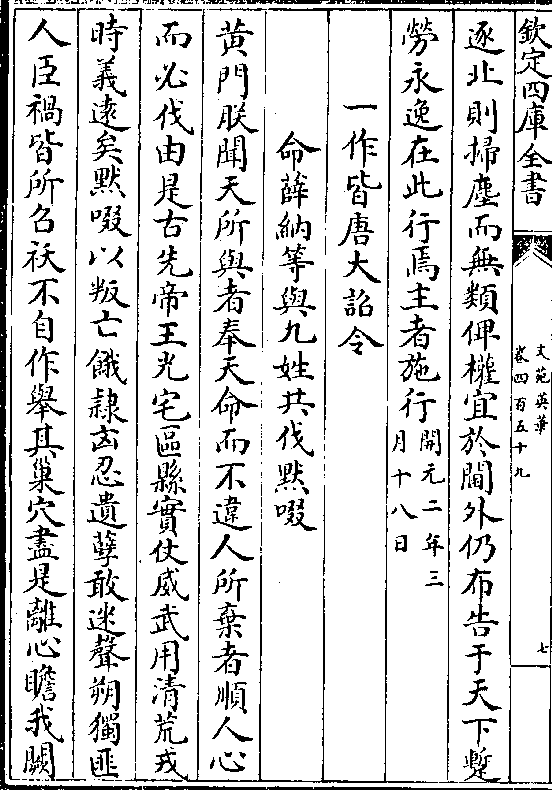 欽定四庫全書
文苑英華
卷四百五十九
七
逐北則掃塵而無類俾權宜於閫外仍布告于天下蹔
勞永逸在此行焉主者施行開元二年三
月十八日
一作皆唐大詔令
命薛納等與九姓共伐黙啜
黄門朕聞天所與者奉天命而不違人所棄者順人心
而必伐由是古先帝王光宅區縣實仗威武用清荒戎
時義逺矣黙啜以叛亡餓隷㐫忍遺孽敢迷聲朔獨匪
人臣禍皆所召祅不自作舉其巢穴盡是離心瞻我闕